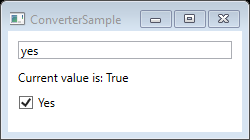 ConverterSample
yes
Current value is: True
Yes